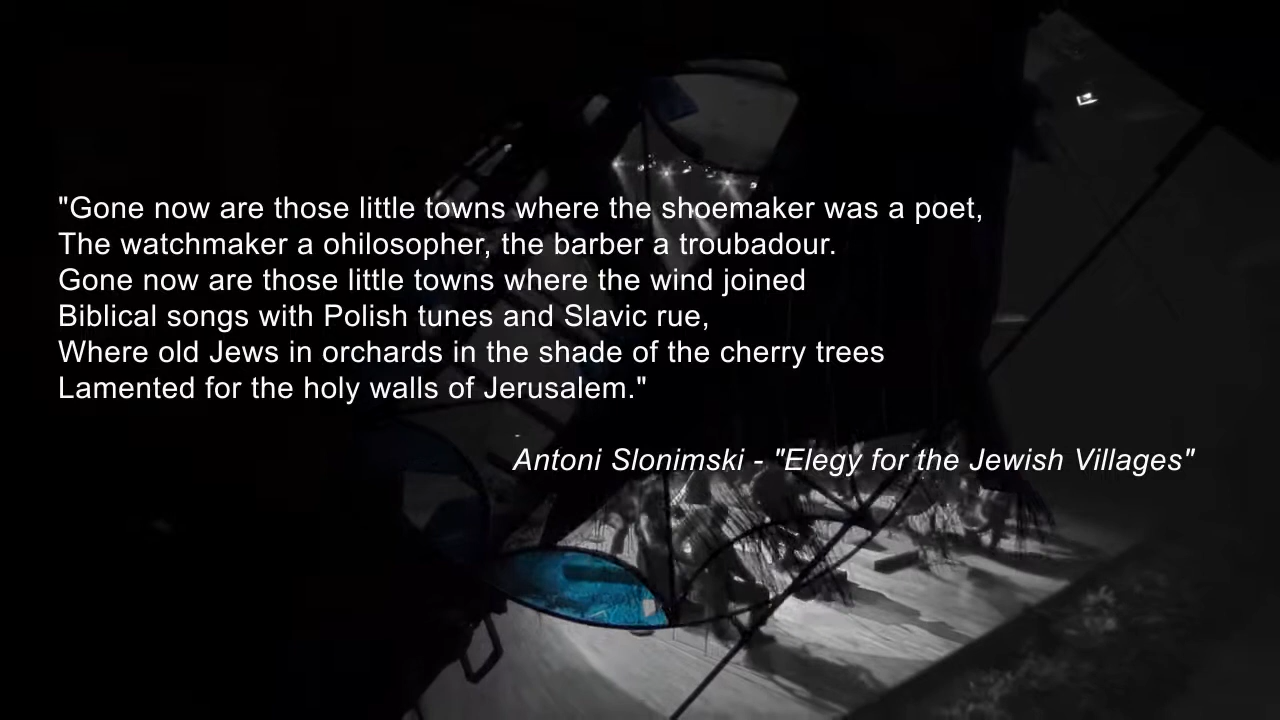 "Gone now are those little towns where the shoemaker was a poet,
The watchmaker a ohilosopher, the barber a troubadour.
Gone now are those little towns where the wind joined
Biblical songs with Polish tunes and Slavic rue,
Where old Jews in orchards in the shade of the cherry trees
Lamented for the holy walls of Jerusalem."
Antoni Slonimski - "Elegy for the Jewish Villages"